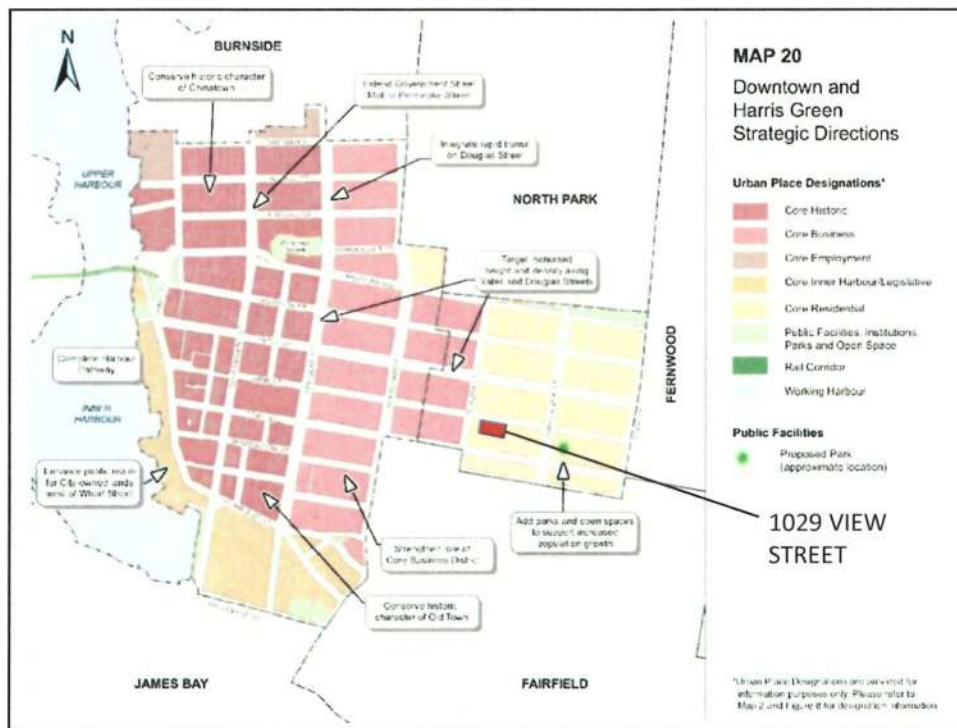 N
BURNSIDE
Conserve historic character
of Chinatown
Extend Government Street
Mall to Pembroke Street
Integrate rapid transit
on Douglas Street
UPPER
HARBOUR
NORTH PARK
Target increased
height and density along
Yates and Douglas Streets
Complete Harbour
Pathway
INNER
HARBOUR
FERNWOOD
Enhance public realm
for City-owned lands
west of Wharf Street
Add parks and open spaces
to support increased
population growth
Strengthen role of
Core Business District
Conserve historic
character of Old Town
JAMES BAY
FAIRFIELD
MAP 20
Downtown and
Harris Green
Strategic Directions
Urban Place Designations*
Core Historic
Core Business
Core Employment
Core Inner Harbour/Legislative
Core Residential
Public Facilities, Institutions,
Parks and Open Space
Rail Corridor
Working Harbour
Public Facilities
Proposed Park
(approximate location)
1029 VIEW
STREET
*Urban Place Designations are provided for
information purposes only. Please refer to
Map 2 and Figure 8 for designation information